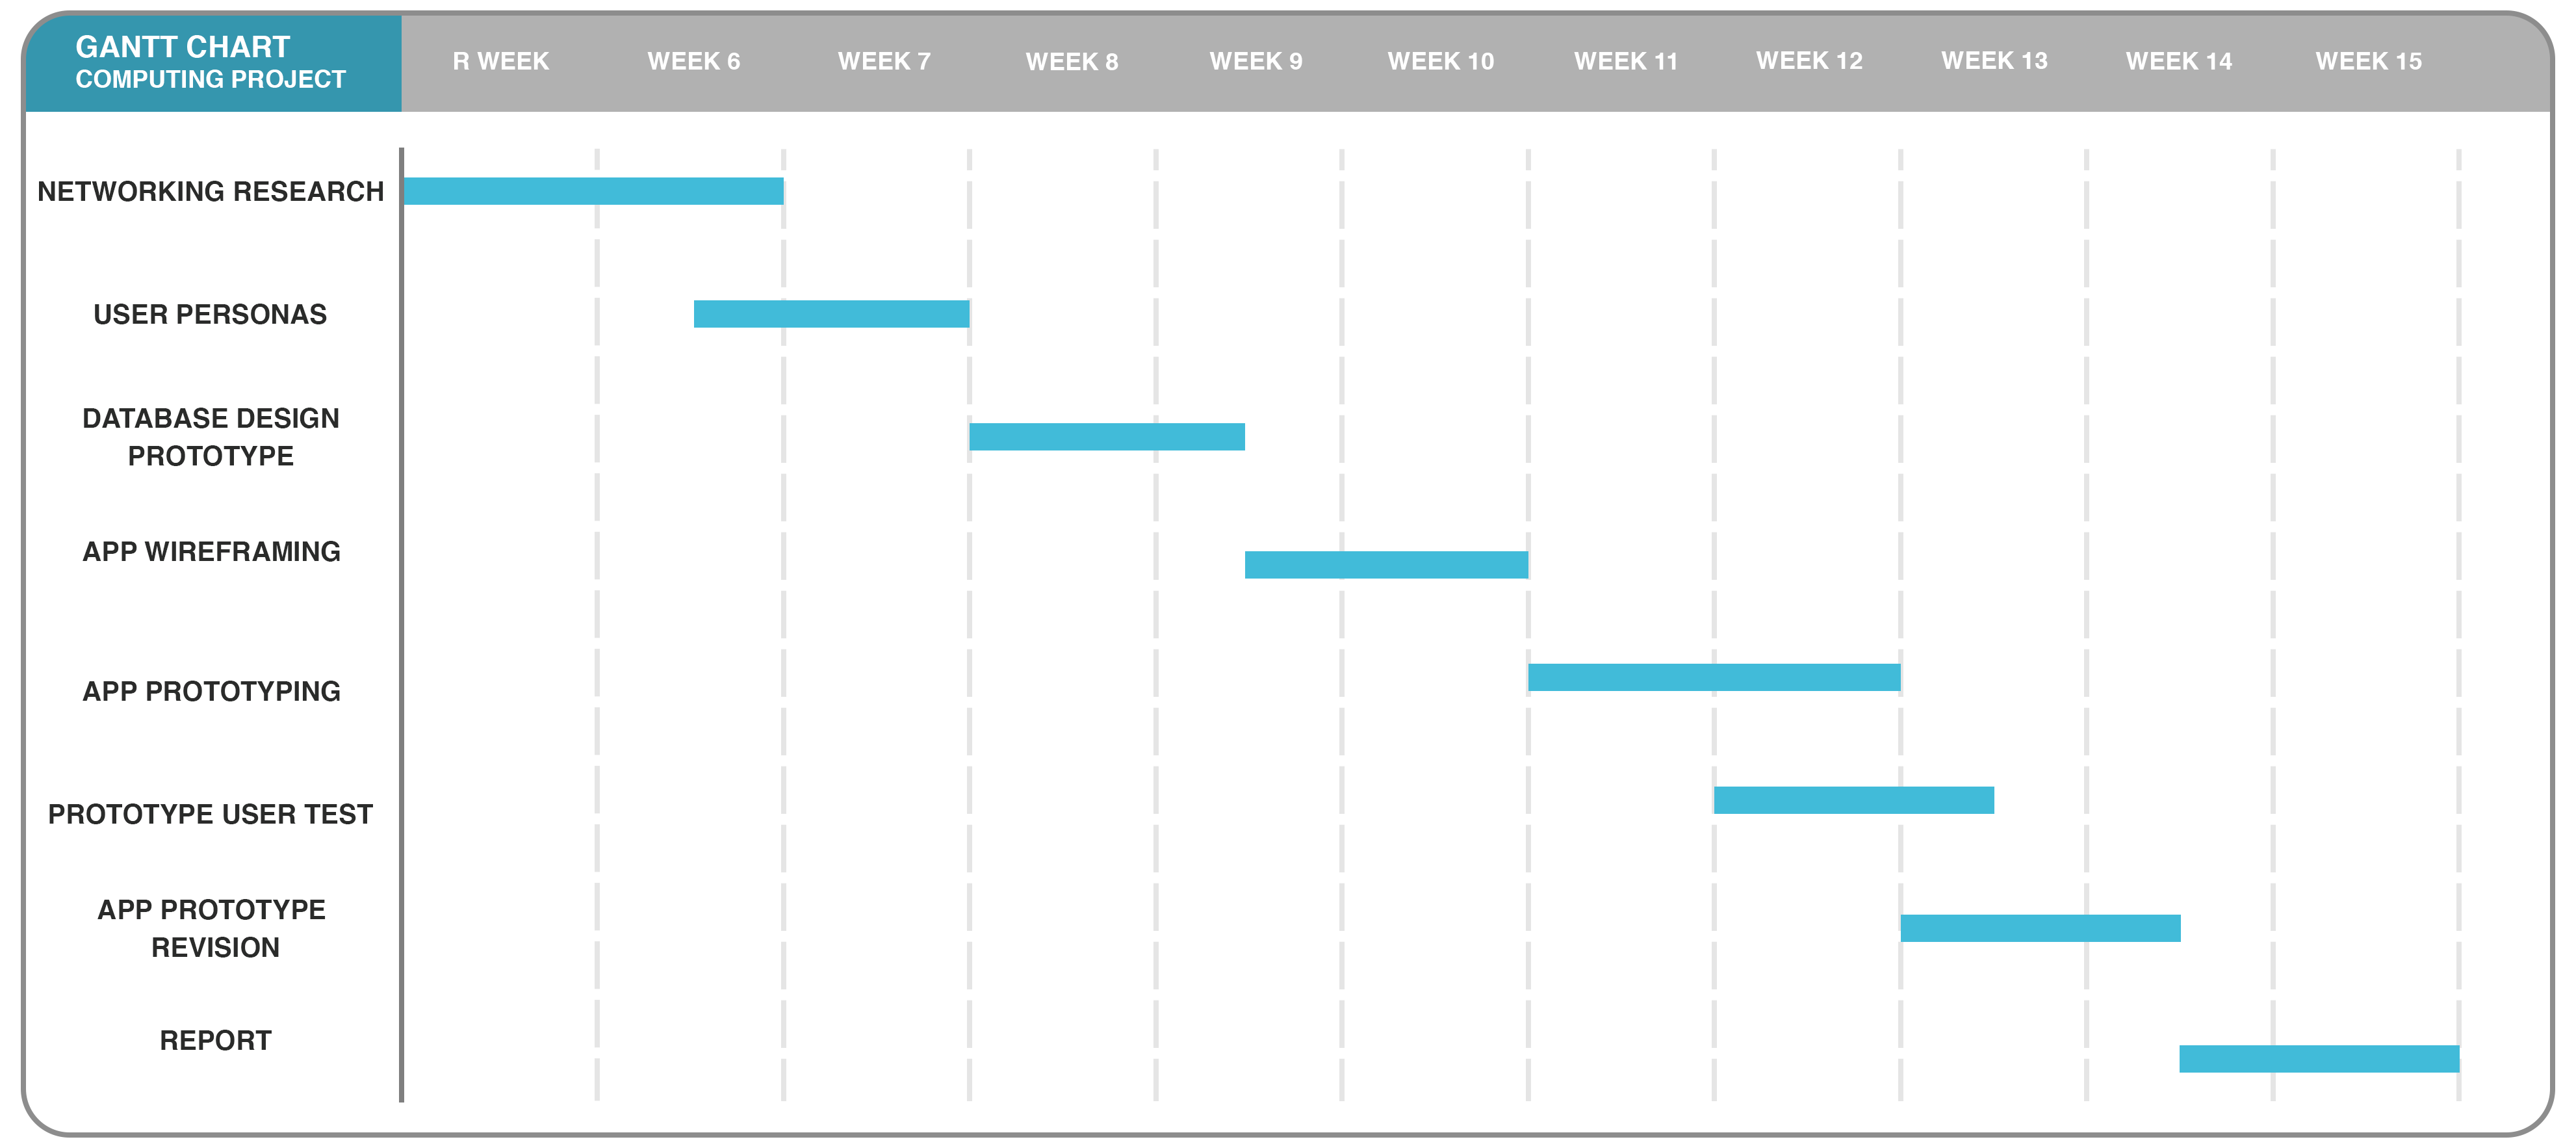 GANTT CHART
COMPUTING PROJECT
R WEEK WEEK 6 WEEK 7 WEEK 8 WEEK 9 WEEK 10 WEEK 11 WEEK 12 WEEK 13 WEEK 14 WEEK 15
NETWORKING RESEARCH
USER PERSONAS
DATABASE DESIGN
PROTOTYPE
APP WIREFRAMING
APP PROTOTYPING
PROTOTYPE USER TEST
APP PROTOTYPE
REVISION
REPORT